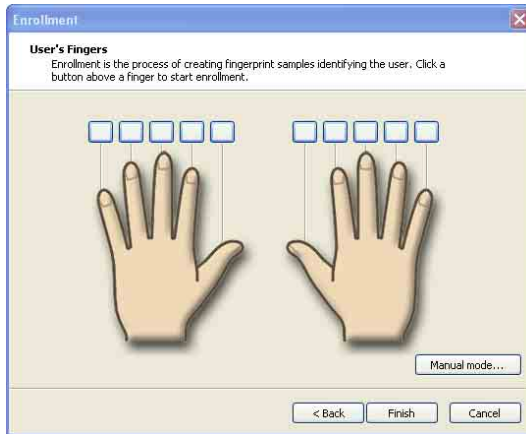 Enrollment
User's Fingers
Enrollment is the process of creating fingerprint samples identifying the user. Click a
button above a finger to start enrollment.
Manual mode...
< Back Finish Cancel